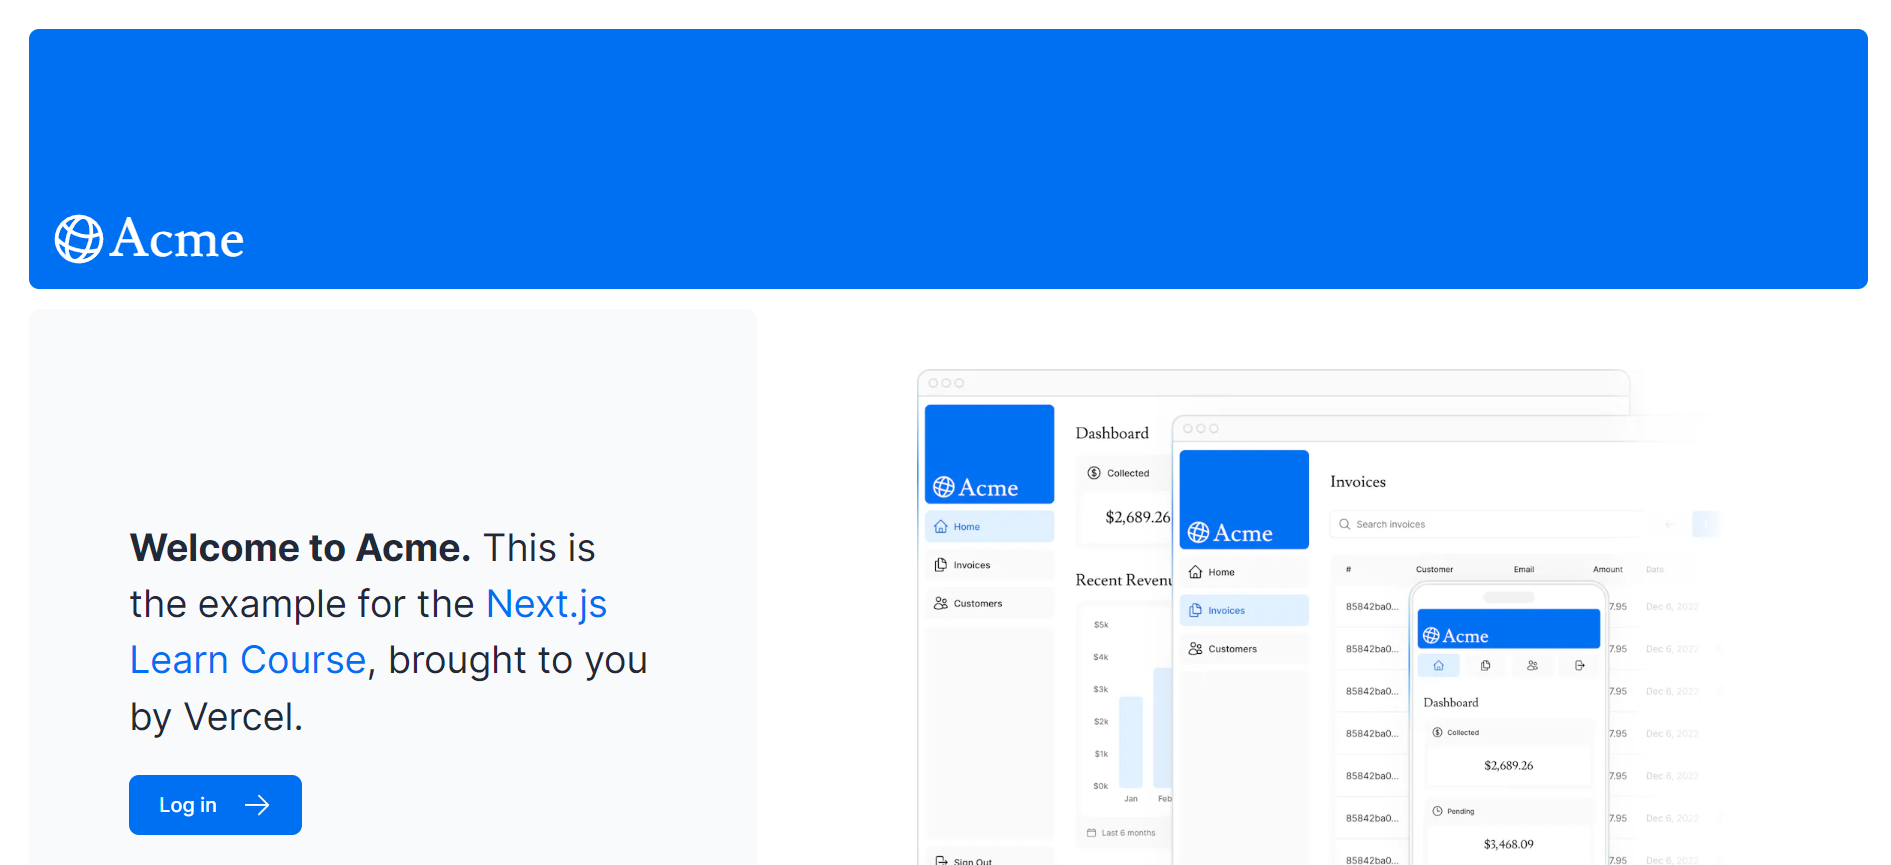 Acme
Welcome to Acme. This is
the example for the Next.js
Learn Course, brought to you
by Vercel.
Log in
Acme
Home
Invoices
Customers
Sign Out
Dashboard
Collected
$2,689.26
Recent Revenu
$5k
$4k
$3k
$2k
$1k
$0k
Jan Feb
Last 6 months
Acme
Home
Invoices
Customers
Invoices
Search invoices
# Customer Email Amount Date
85842ba0... 7.95 Dec 6, 2022
85842ba0... 7.95 Dec 6, 2022
85842ba0... 7.95 Dec 6, 2022
85842ba0... 7.95 Dec 6, 2022
85842ba0... 7.95 Dec 6, 2022
85842ba0... 7.95 Dec 6, 2022
85842ba0... 7.95 Dec 6, 2022
Acme
Dashboard
Collected
$2,689.26
Pending
$3,468.09